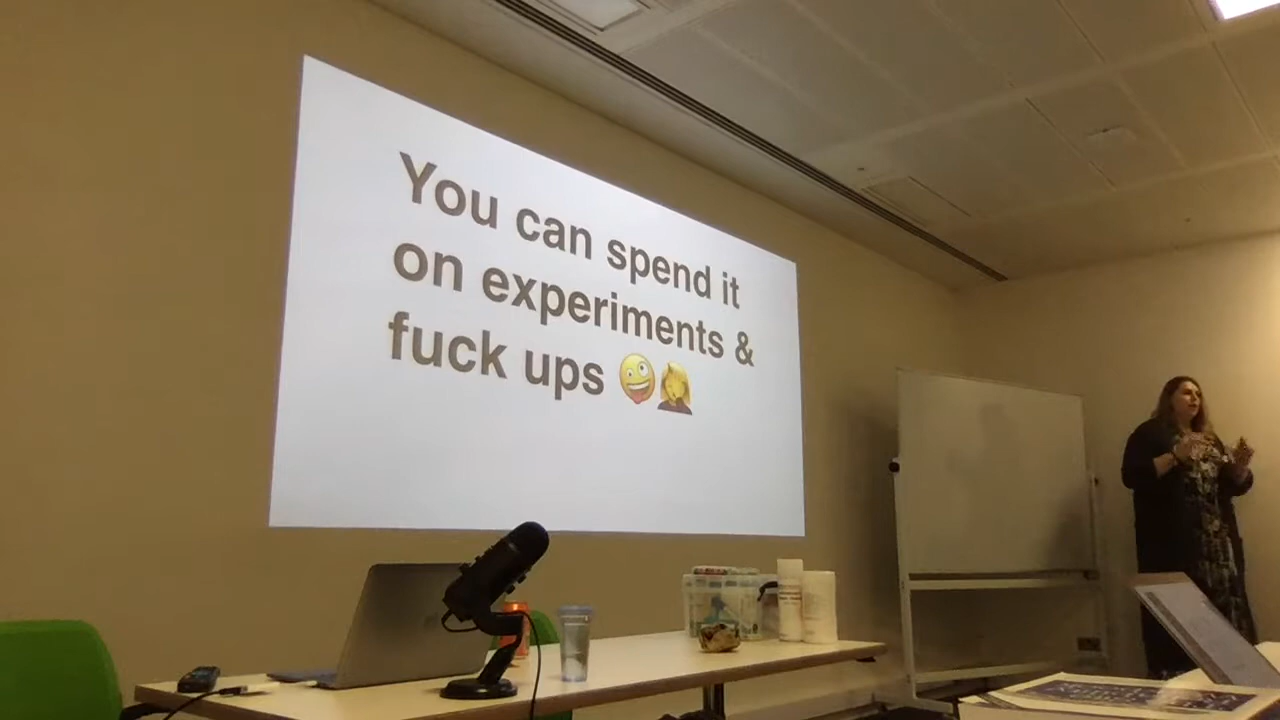 You can spend it
on experiments &
fuck ups 🤪🤦